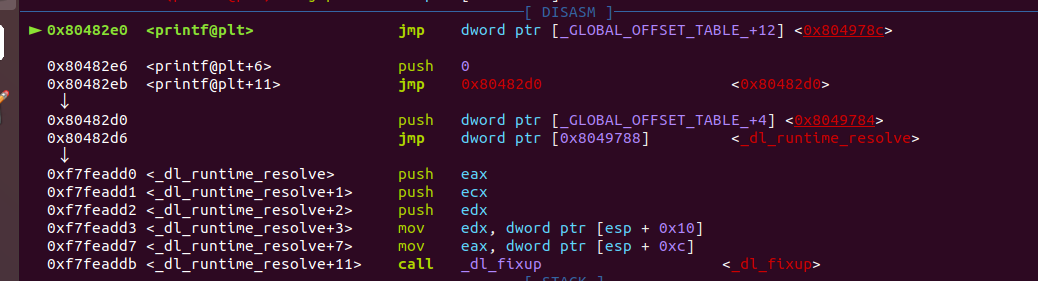 [ DISASM ]
► 0x80482e0 <printf@plt> jmp dword ptr [_GLOBAL_OFFSET_TABLE_+12] <0x804978c>
0x80482e6 <printf@plt+6> push 0
0x80482eb <printf@plt+11> jmp 0x80482d0 <0x80482d0>
↓
0x80482d0 push dword ptr [_GLOBAL_OFFSET_TABLE_+4] <0x8049784>
0x80482d6 jmp dword ptr [0x8049788] <_dl_runtime_resolve>
↓
0xf7feadd0 <_dl_runtime_resolve> push eax
0xf7feadd1 <_dl_runtime_resolve+1> push ecx
0xf7feadd2 <_dl_runtime_resolve+2> push edx
0xf7feadd3 <_dl_runtime_resolve+3> mov edx, dword ptr [esp + 0x10]
0xf7feadd7 <_dl_runtime_resolve+7> mov eax, dword ptr [esp + 0xc]
0xf7feaddb <_dl_runtime_resolve+11> call _dl_fixup <_dl_fixup>
[ STACK ]